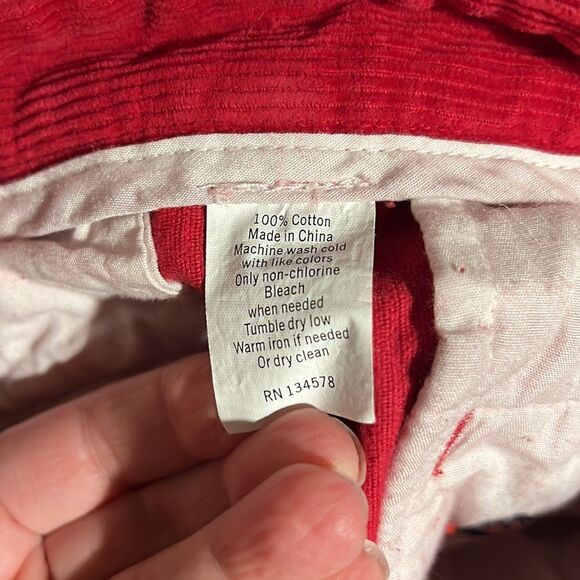 100% Cotton
Made in China
Machine wash cold
with like colors
Only non-chlorine
Bleach
when needed
Tumble dry low
Warm iron if needed
Or dry clean
RN 134578